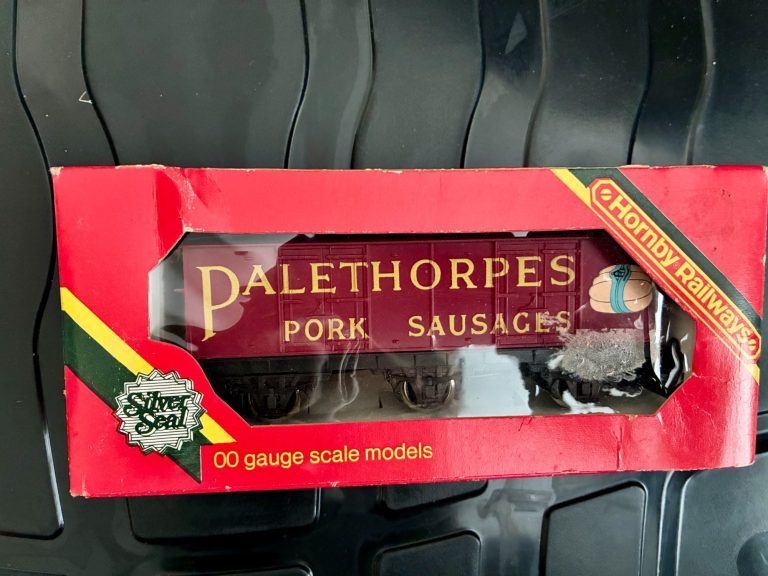 Hornby Railways
PALETHORPES
PORK SAUSAGES
Silver
Seal
00 gauge scale models